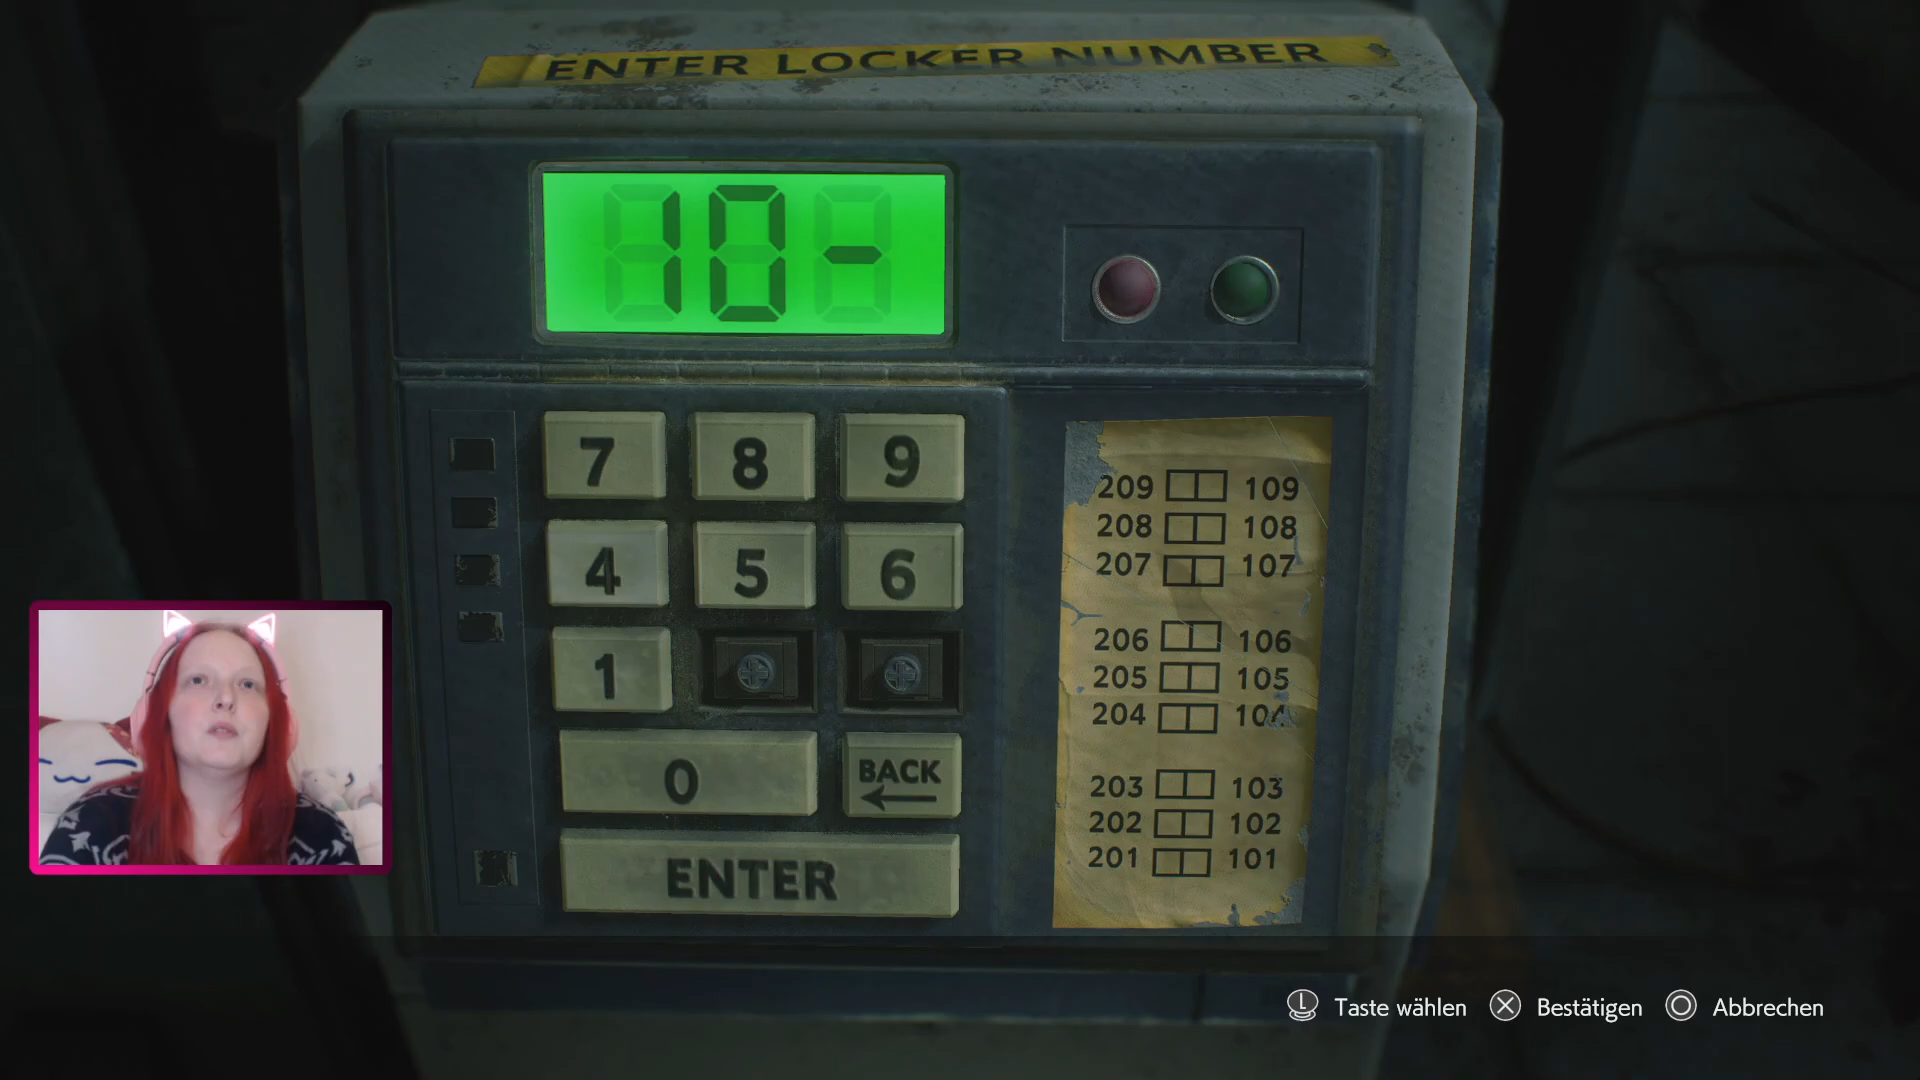 ENTER LOCKER NUMBER
10-
7 8 9
4 5 6
1
0 BACK
ENTER
209 109
208 108
207 107
206 106
205 105
204 104
203 103
202 102
201 101
L Taste wählen Bestätigen Abbrechen